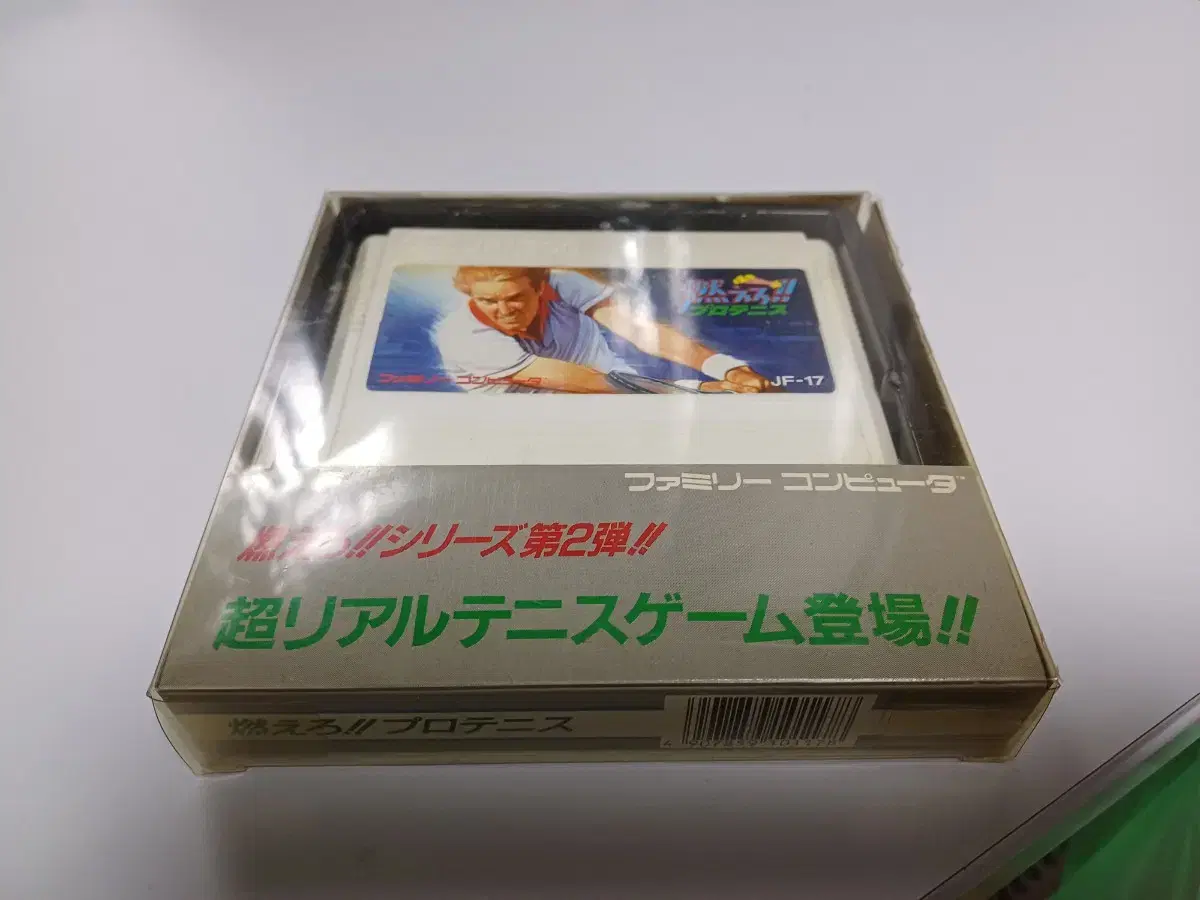 燃えろ!!
プロテニス
ファミリー コンピュータ
JF-17
ファミリー コンピュータ™
燃えろ!!シリーズ第2弾!!
超リアルテニスゲーム登場!!
燃えろ!!プロテニス